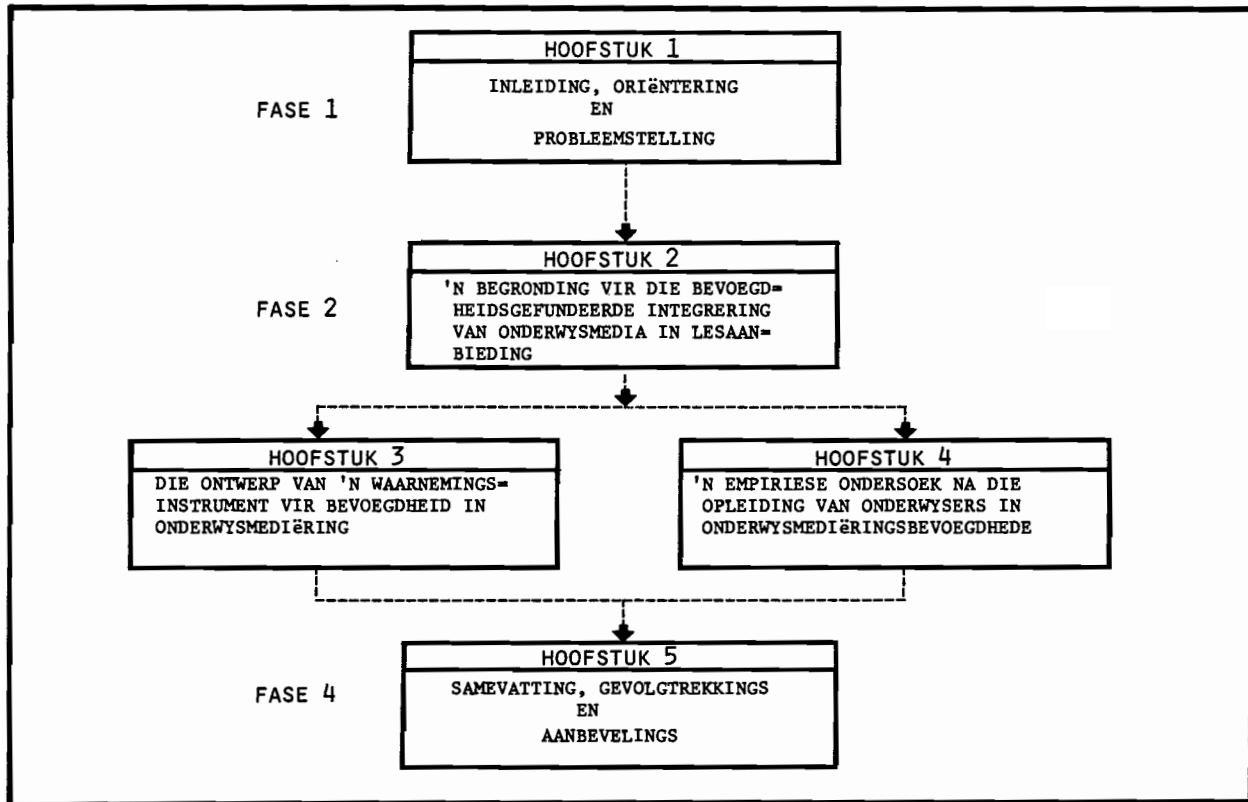 HOOFSTUK 1
INLEIDING, ORIëNTERING
EN
PROBLEEMSTELLING
FASE 1
HOOFSTUK 2
'N BEGRONDING VIR DIE BEVOEGD=
HEIDSGEFUNDEERDE INTEGRERING
VAN ONDERWYSMEDIA IN LESAAN=
BIEDING
FASE 2
HOOFSTUK 3
DIE ONTWERP VAN 'N WAARNEMINGS=
INSTRUMENT VIR BEVOEGDHEID IN
ONDERWYSMEDIëRING
HOOFSTUK 4
'N EMPIRIESE ONDERSOEK NA DIE
OPLEIDING VAN ONDERWYSERS IN
ONDERWYSMEDIëRINGSBEVOEGDHEDE
HOOFSTUK 5
SAMEVATTING, GEVOLGTREKKINGS
EN
AANBEVELINGS
FASE 4